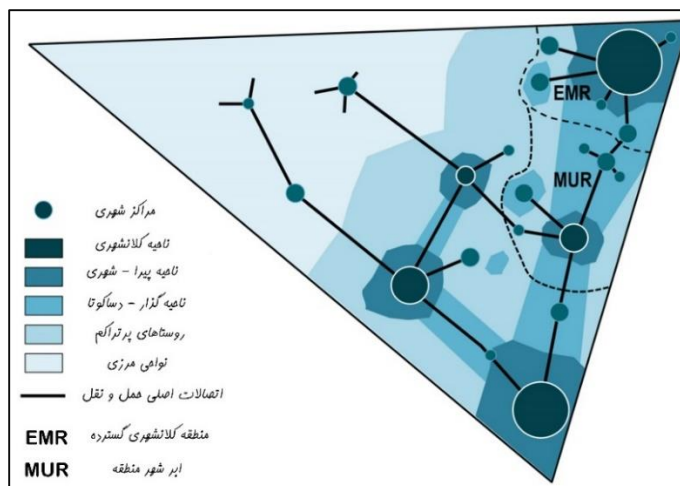 EMR
MUR
مراکز شهری
ناحیه کلانشهری
ناحیه پیرا - شهری
ناحیه گذار - دساکوتا
روستاهای پرتراکم
نواحی مرزی
اتصالات اصلی حمل و نقل
EMR منطقه کلانشهری گسترده
MUR ابر شهر منطقه